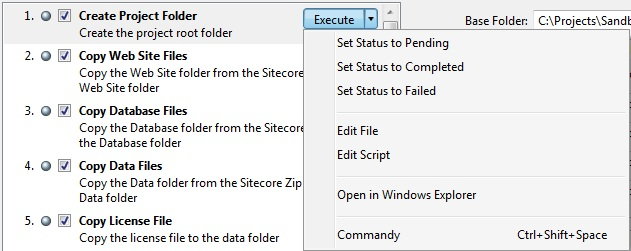 1. Create Project Folder
Create the project root folder
2. Copy Web Site Files
Copy the Web Site folder from the Sitecore
Web Site folder
3. Copy Database Files
Copy the Database folder from the Sitecore
the Database folder
4. Copy Data Files
Copy the Data folder from the Sitecore Zip
Data folder
5. Copy License File
Copy the license file to the data folder
Execute
Set Status to Pending
Set Status to Completed
Set Status to Failed
Edit File
Edit Script
Open in Windows Explorer
Commandy Ctrl+Shift+Space
Base Folder: C:\Projects\Sandb